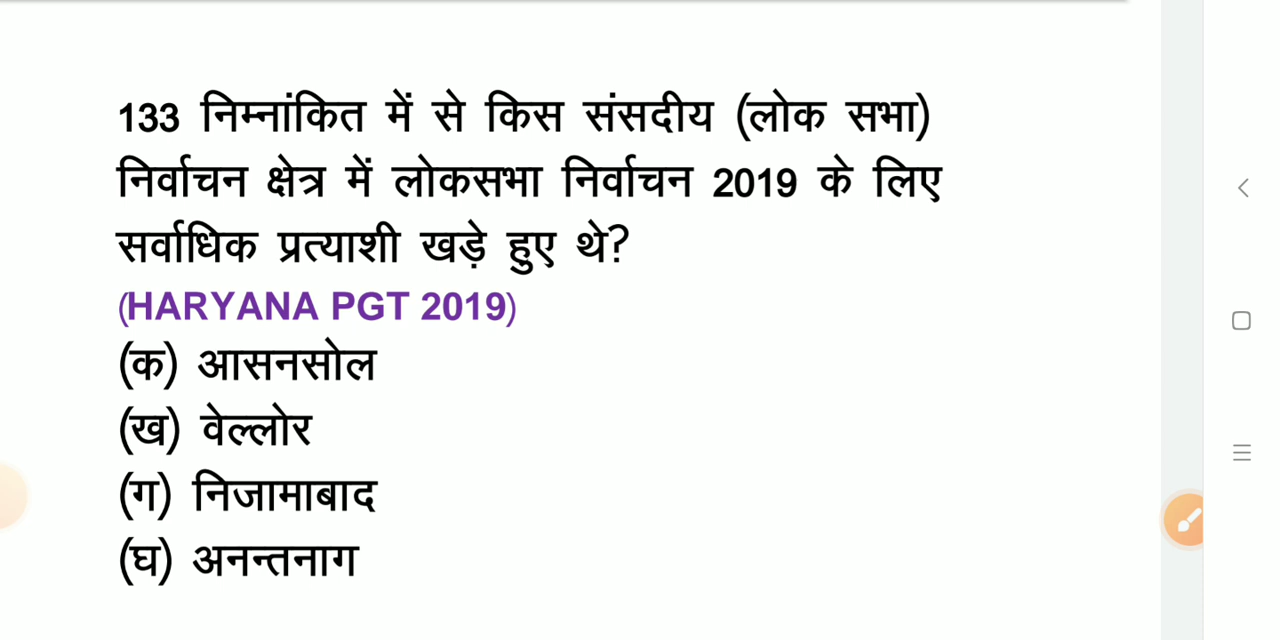 133 निम्नांकित में से किस संसदीय (लोक सभा)
निर्वाचन क्षेत्र में लोकसभा निर्वाचन 2019 के लिए
सर्वाधिक प्रत्याशी खड़े हुए थे?
(HARYANA PGT 2019)
(क) आसनसोल
(ख) वेल्लोर
(ग) निजामाबाद
(घ) अनन्तनाग